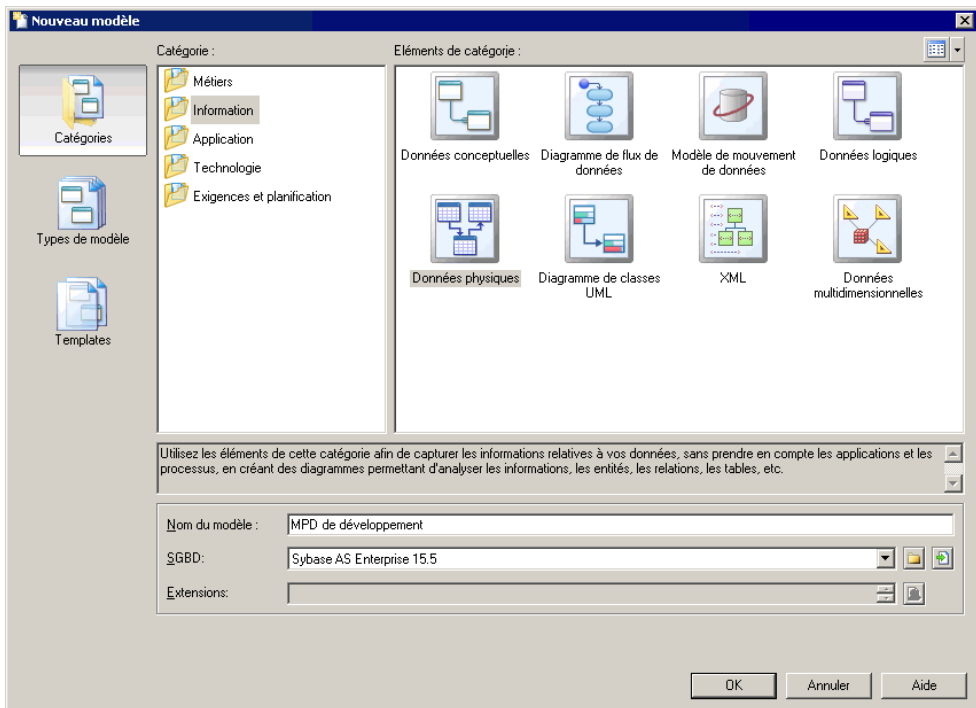 Nouveau modèle
Catégorie :
Eléments de catégorie :
Catégories
Types de modèle
Templates
Métiers
Information
Application
Technologie
Exigences et planification
Données conceptuelles
Diagramme de flux de
données
Modèle de mouvement
de données
Données logiques
Données physiques
Diagramme de classes
UML
XML
Données
multidimensionnelles
Utilisez les éléments de cette catégorie afin de capturer les informations relatives à vos données, sans prendre en compte les applications et les
processus, en créant des diagrammes permettant d'analyser les informations, les entités, les relations, les tables, etc.
Nom du modèle :
MPD de développement
SGBD:
Sybase AS Enterprise 15.5
Extensions:
OK
Annuler
Aide